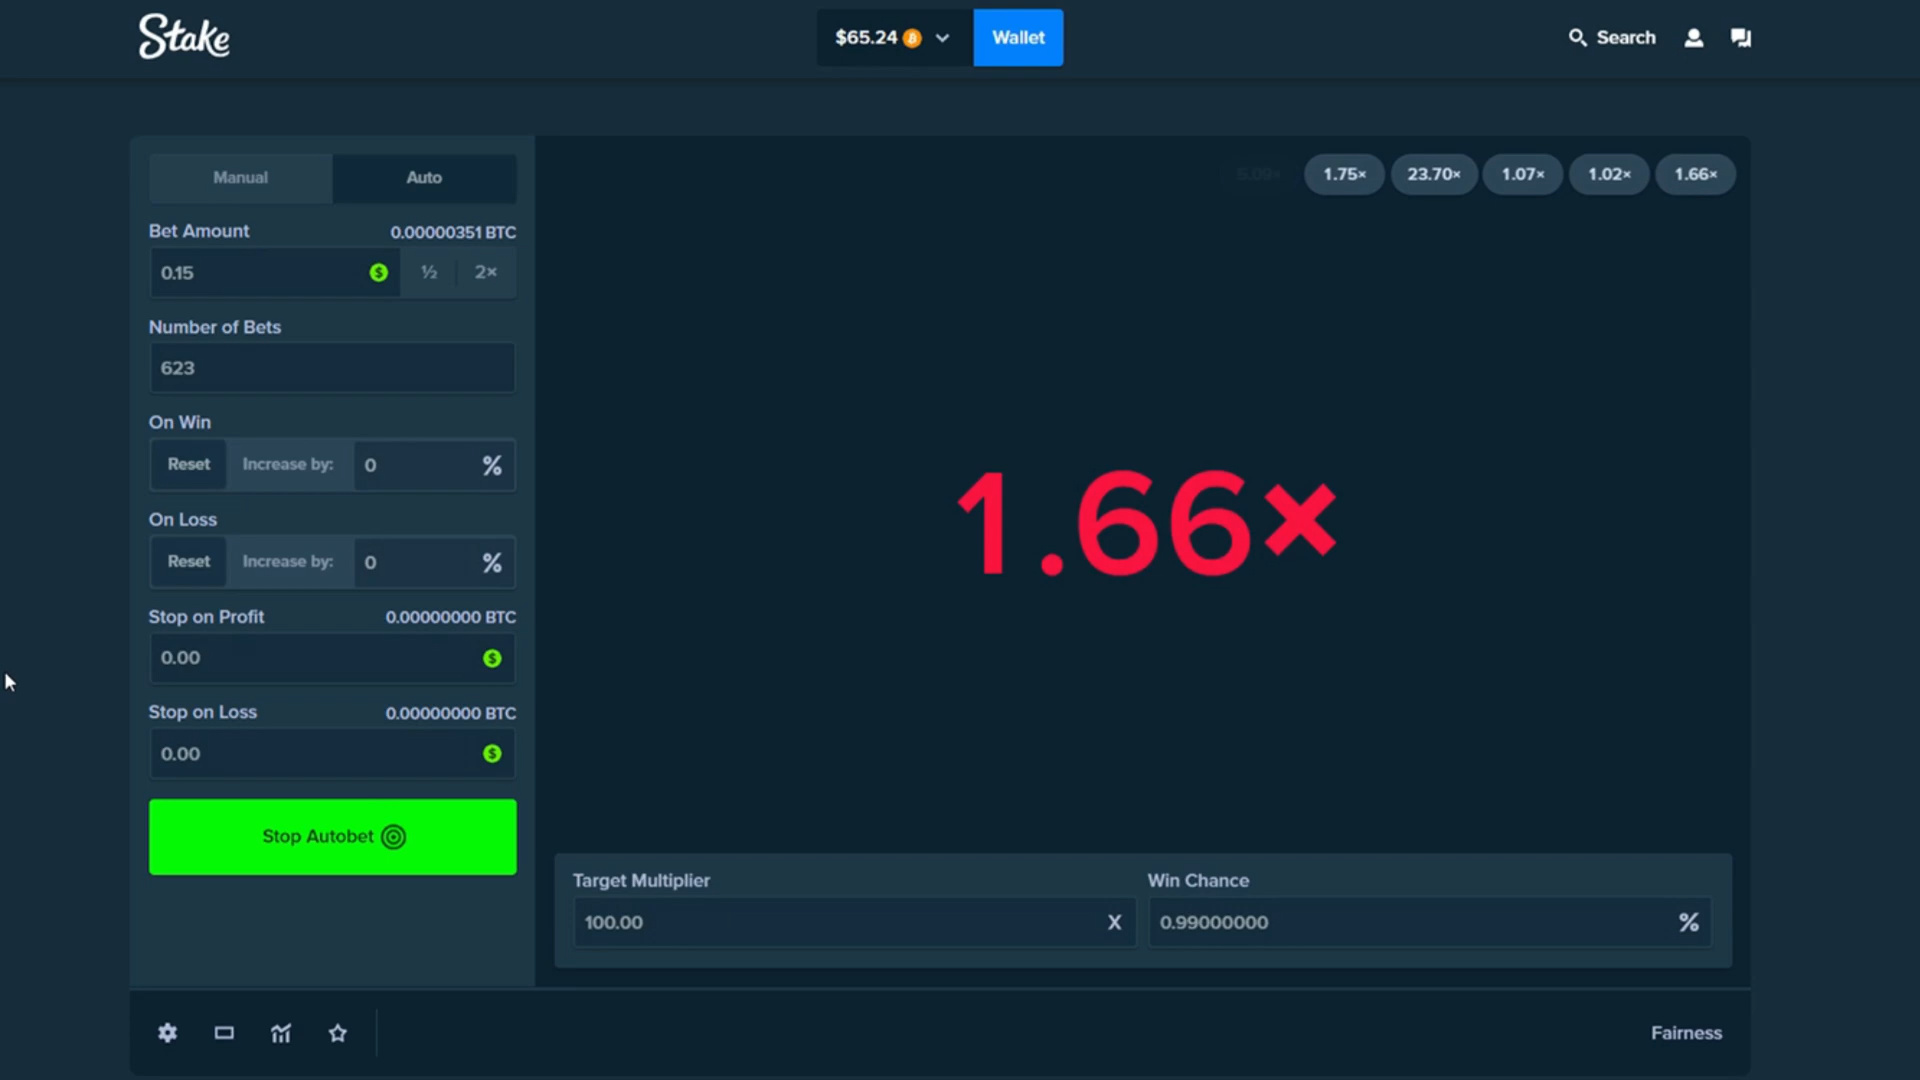 Stake
$65.24
Wallet
Search
Manual
Auto
5.09×
1.75×
23.70×
1.07×
1.02×
1.66×
Bet Amount
0.00000351 BTC
0.15
½
2×
Number of Bets
623
On Win
Reset
Increase by:
0
%
On Loss
Reset
Increase by:
0
%
1.66×
Stop on Profit
0.00000000 BTC
0.00
Stop on Loss
0.00000000 BTC
0.00
Stop Autobet
Target Multiplier
100.00
X
Win Chance
0.99000000
%
Fairness